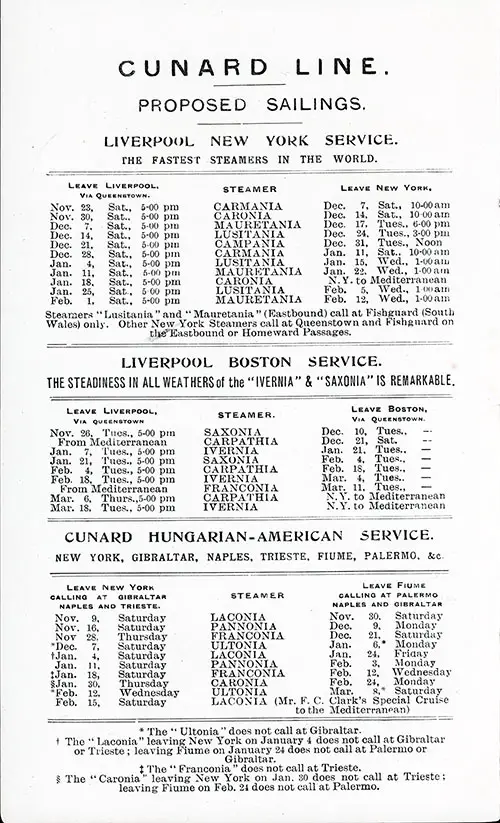 CUNARD LINE.
PROPOSED SAILINGS.
LIVERPOOL NEW YORK SERVICE.
THE FASTEST STEAMERS IN THE WORLD.
LEAVE LIVERPOOL, STEAMER LEAVE NEW YORK,
VIA QUEENSTOWN.
Nov. 23, Sat., 5-00 pm CARMANIA Dec. 7, Sat., 10-00 am
Nov. 30, Sat., 5-00 pm CARONIA Dec. 14, Sat., 10-00 am
Dec. 7, Sat., 5-00 pm MAURETANIA Dec. 17, Tues., 6-00 pm
Dec. 14, Sat., 5-00 pm LUSITANIA Dec. 24, Tues., 3-00 pm
Dec. 21, Sat., 5-00 pm CAMPANIA Dec. 31, Tues., Noon
Dec. 28, Sat., 5-00 pm CARMANIA Jan. 11, Sat., 10-00 am
Jan. 4, Sat., 5-00 pm LUSITANIA Jan. 15, Wed., 1-00 am
Jan. 11, Sat., 5-00 pm MAURETANIA Jan. 22, Wed., 1-00 am
Jan. 18, Sat., 5-00 pm CARONIA N.Y. to Mediterranean
Jan. 25, Sat., 5-00 pm LUSITANIA Feb. 5, Wed., 1-00 am
Feb. 1, Sat., 5-00 pm MAURETANIA Feb. 12, Wed., 1-00 am
Steamers "Lusitania" and "Mauretania" (Eastbound) call at Fishguard (South
Wales) only. Other New York Steamers call at Queenstown and Fishguard on
the Eastbound or Homeward Passages.
LIVERPOOL BOSTON SERVICE.
THE STEADINESS IN ALL WEATHERS of the "IVERNIA" & "SAXONIA" IS REMARKABLE.
LEAVE LIVERPOOL, STEAMER. LEAVE BOSTON,
VIA QUEENSTOWN. VIA QUEENSTOWN.
Nov. 26, Tues., 5-00 pm SAXONIA Dec. 10, Tues., —
From Mediterranean CARPATHIA Dec. 21, Sat. —
Jan. 7, Tues., 5-00 pm IVERNIA Jan. 21, Tues., —
Jan. 21, Tues., 5-00 pm SAXONIA Feb. 4, Tues., —
Feb. 4, Tues., 5-00 pm CARPATHIA Feb. 18, Tues., —
Feb. 18, Tues., 5-00 pm IVERNIA Mar. 4, Tues., —
From Mediterranean FRANCONIA Mar. 11, Tues., —
Mar. 6, Thurs., 5-00 pm CARPATHIA N.Y. to Mediterranean
Mar. 18, Tues., 5-00 pm IVERNIA N.Y. to Mediterranean
CUNARD HUNGARIAN-AMERICAN SERVICE.
NEW YORK, GIBRALTAR, NAPLES, TRIESTE, FIUME, PALERMO, &c.
LEAVE NEW YORK STEAMER LEAVE FIUME
CALLING AT GIBRALTAR CALLING AT PALERMO
NAPLES AND TRIESTE. NAPLES AND GIBRALTAR
Nov. 9, Saturday LACONIA Nov. 30, Saturday
Nov. 16, Saturday PANNONIA Dec. 9, Monday
Nov 28. Thursday FRANCONIA Dec. 21, Saturday
*Dec. 7, Saturday ULTONIA Jan. 6,* Monday
†Jan. 4, Saturday LACONIA Jan. 24, Friday
Jan. 11, Saturday PANNONIA Feb. 3, Monday
‡Jan. 18, Saturday FRANCONIA Feb. 12, Wednesday
§Jan. 30, Thursday CARONIA Feb. 24, Monday
*Feb. 12, Wednesday ULTONIA Mar. 8,* Saturday
Feb. 15, Saturday LACONIA (Mr. F. C. Clark's Special Cruise
to the Mediterranean)
* The "Ultonia" does not call at Gibraltar.
† The "Laconia" leaving New York on January 4 does not call at Gibraltar
or Trieste; leaving Fiume on January 24 does not call at Palermo or
Gibraltar.
‡ The "Franconia" does not call at Trieste.
§ The "Caronia" leaving New York on Jan. 30 does not call at Trieste;
leaving Fiume on Feb. 24 does not call at Palermo.